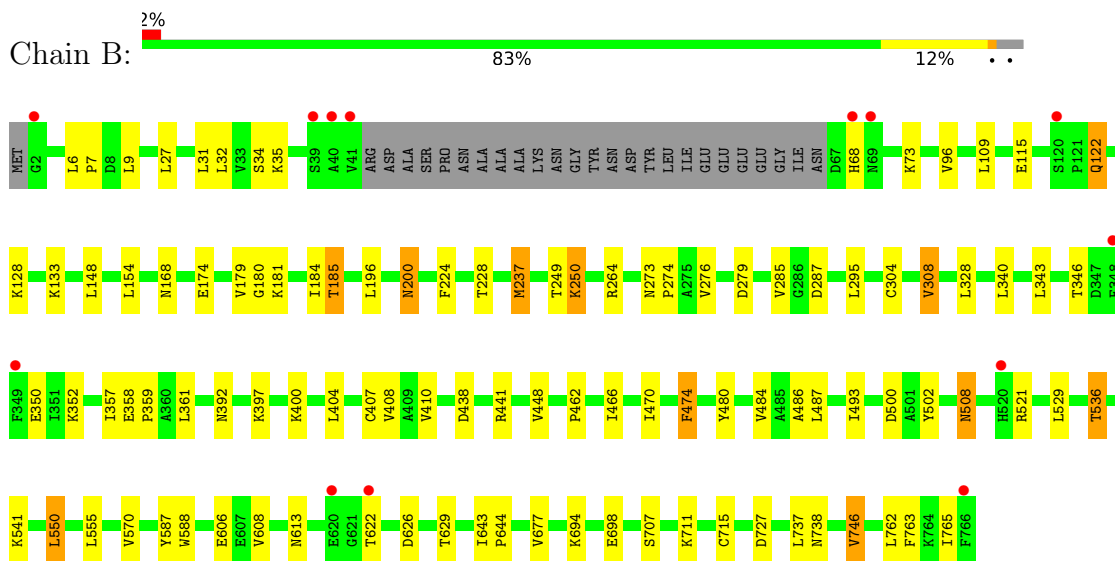 2%
Chain B:
83% 12% • •
MET G2 L6 P7 D8 L9 L27 L31 L32 V33 S34 K35 S39 A40 V41 ARG ASP ALA SER PRO ASN ALA ALA ALA LYS ASN GLY TYR ASN ASP TYR LEU ILE GLU GLU GLU GLU GLY ILE ASN D67 H68 N69 K73 V96 L109 E115 S120 P121 Q122
K128 K133 L148 L154 N168 E174 V179 G180 K181 I184 T185 L196 N200 F224 T228 M237 T249 K250 R264 N273 P274 A275 V276 D279 V285 G286 D287 L295 C304 V308 L328 L340 L343 T346 D347 E348
F349 E350 I351 K352 I357 E358 P359 A360 L361 N392 K397 K400 L404 C407 V408 A409 V410 D438 R441 V448 P462 I466 I470 F474 Y480 V484 A485 A486 L487 I493 D500 A501 Y502 N508 H520 R521 L529 T536
K541 L550 L555 V570 Y587 W588 E606 E607 V608 N613 E620 G621 T622 D626 T629 I643 P644 V677 K694 E698 S707 K711 C715 D727 L737 N738 V746 L762 F763 K764 I765 F766